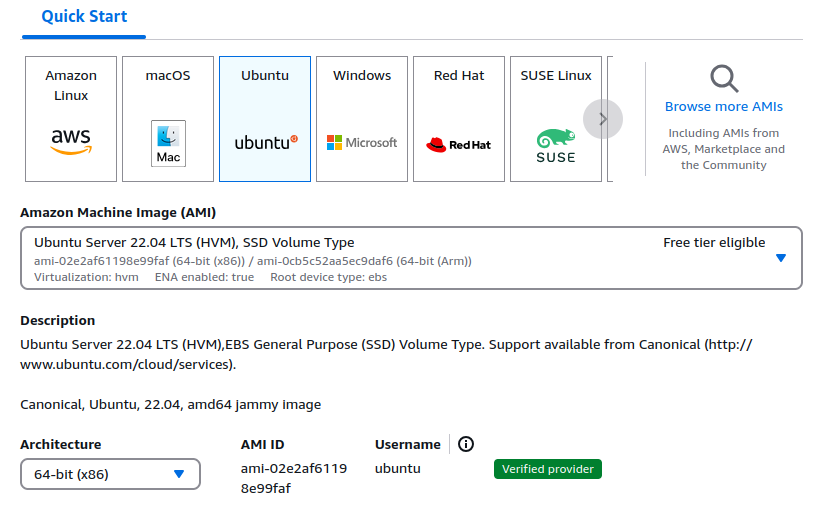 Quick Start
Amazon Linux
macOS
Ubuntu
Windows
Red Hat
SUSE Linux
aws
Mac
ubuntu
Microsoft
Red Hat
SUSE
Browse more AMIs
Including AMIs from
AWS, Marketplace and
the Community
Amazon Machine Image (AMI)
Ubuntu Server 22.04 LTS (HVM), SSD Volume Type
Free tier eligible
ami-02e2af61198e99faf (64-bit (x86)) / ami-0cb5c52aa5ec9daf6 (64-bit (Arm))
Virtualization: hvm    ENA enabled: true    Root device type: ebs
Description
Ubuntu Server 22.04 LTS (HVM),EBS General Purpose (SSD) Volume Type. Support available from Canonical (http://
www.ubuntu.com/cloud/services).
Canonical, Ubuntu, 22.04, amd64 jammy image
Architecture
AMI ID
Username
64-bit (x86)
ami-02e2af6119
8e99faf
ubuntu
Verified provider